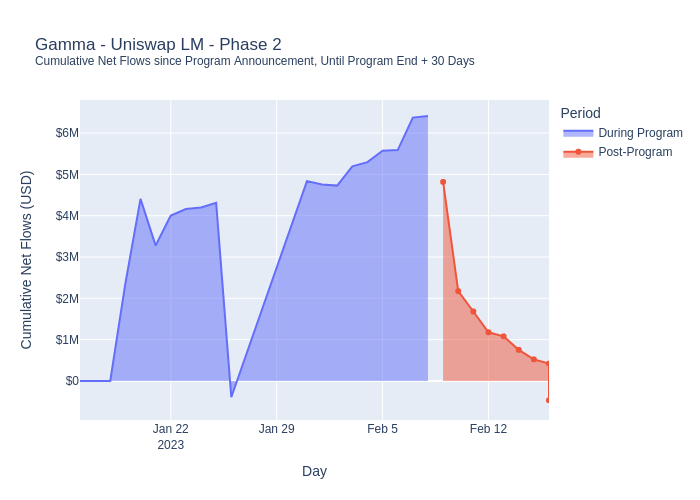 Gamma - Uniswap LM - Phase 2
Cumulative Net Flows since Program Announcement, Until Program End + 30 Days
Period
During Program
Post-Program
Cumulative Net Flows (USD)
$6M
$5M
$4M
$3M
$2M
$1M
$0
Jan 22
2023
Jan 29
Feb 5
Feb 12
Day